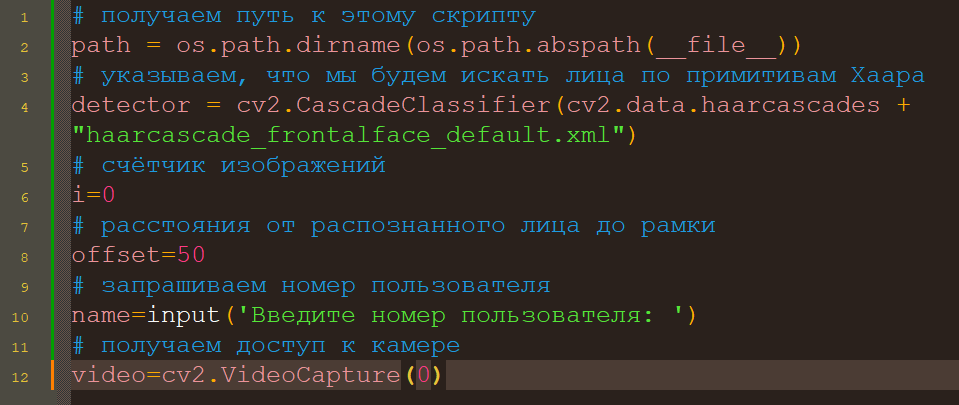 1 # получаем путь к этому скрипту
2 path = os.path.dirname(os.path.abspath(__file__))
3 # указываем, что мы будем искать лица по примитивам Хаара
4 detector = cv2.CascadeClassifier(cv2.data.haarcascades +
"haarcascade_frontalface_default.xml")
5 # счётчик изображений
6 i=0
7 # расстояния от распознанного лица до рамки
8 offset=50
9 # запрашиваем номер пользователя
10 name=input('Введите номер пользователя: ')
11 # получаем доступ к камере
12 video=cv2.VideoCapture(0)